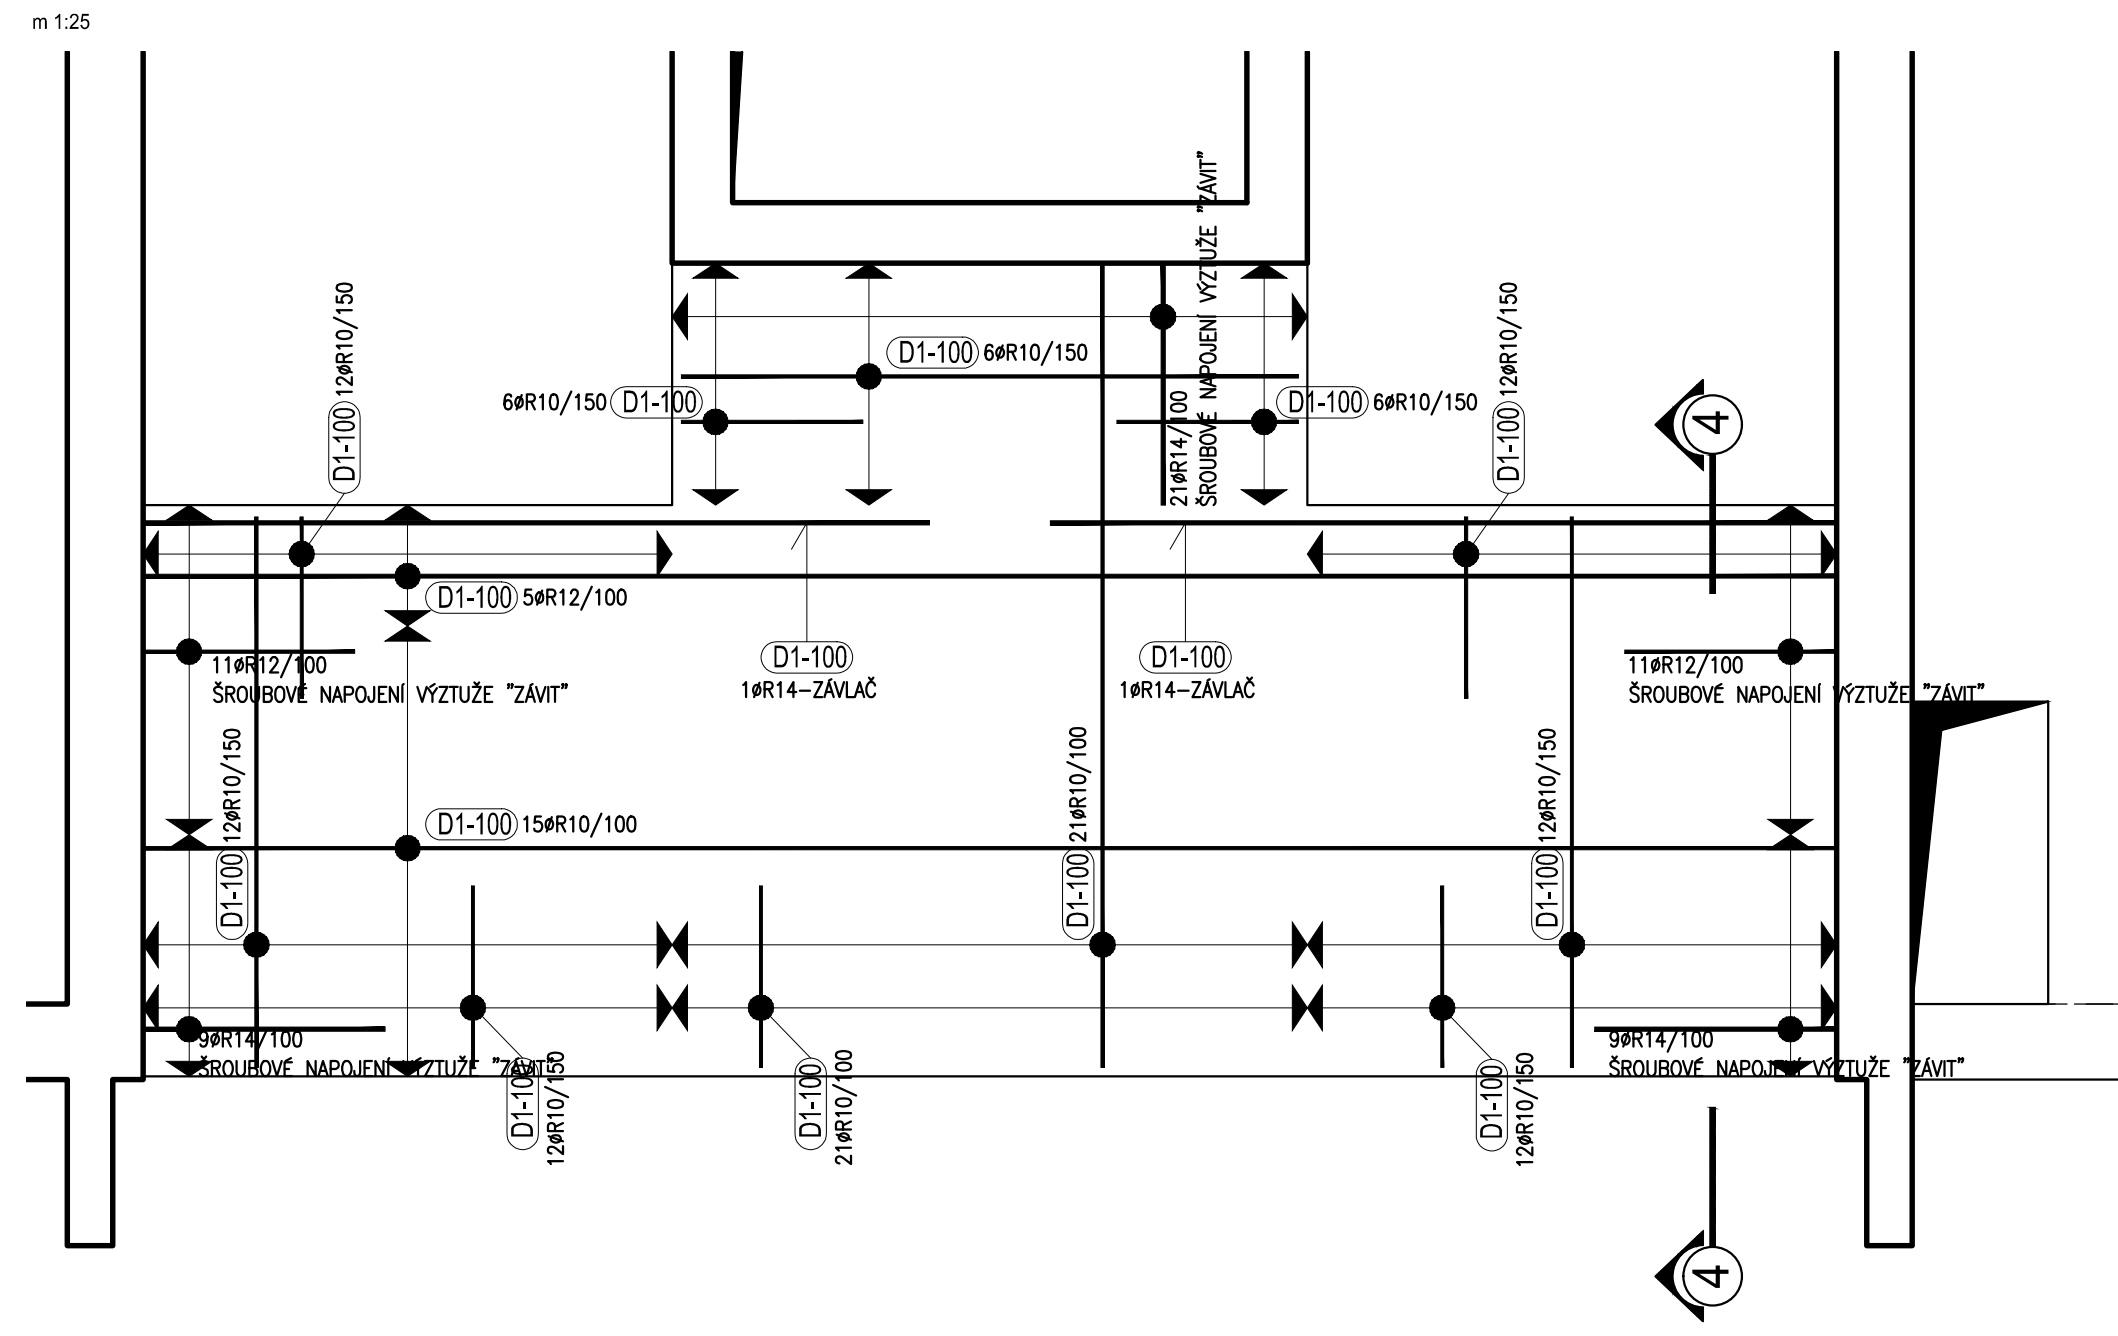 m 1:25
ŠROUBOVÉ NAPOJENÍ VÝZTUŽE "ZÁVIT"
21øR14/100
D1-100 12øR10/150
D1-100 12øR10/150
D1-100 6øR10/150
6øR10/150 D1-100
D1-100 6øR10/150
4
D1-100 5øR12/100
11øR12/100
ŠROUBOVÉ NAPOJENÍ VÝZTUŽE "ZÁVIT"
D1-100
1øR14-ZÁVLAČ
D1-100
1øR14-ZÁVLAČ
11øR12/100
ŠROUBOVÉ NAPOJENÍ VÝZTUŽE "ZÁVIT"
D1-100 12øR10/150
D1-100 15øR10/100
D1-100 21øR10/100
D1-100 12øR10/150
9øR14/100
ŠROUBOVÉ NAPOJENÍ VÝZTUŽE "ZÁVIT"
D1-100
12øR10/150
D1-100
21øR10/100
D1-100
12øR10/150
9øR14/100
ŠROUBOVÉ NAPOJENÍ VÝZTUŽE "ZÁVIT"
4